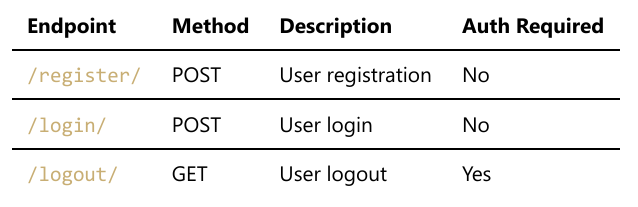 Endpoint Method Description Auth Required
/register/ POST User registration No
/login/ POST User login No
/logout/ GET User logout Yes